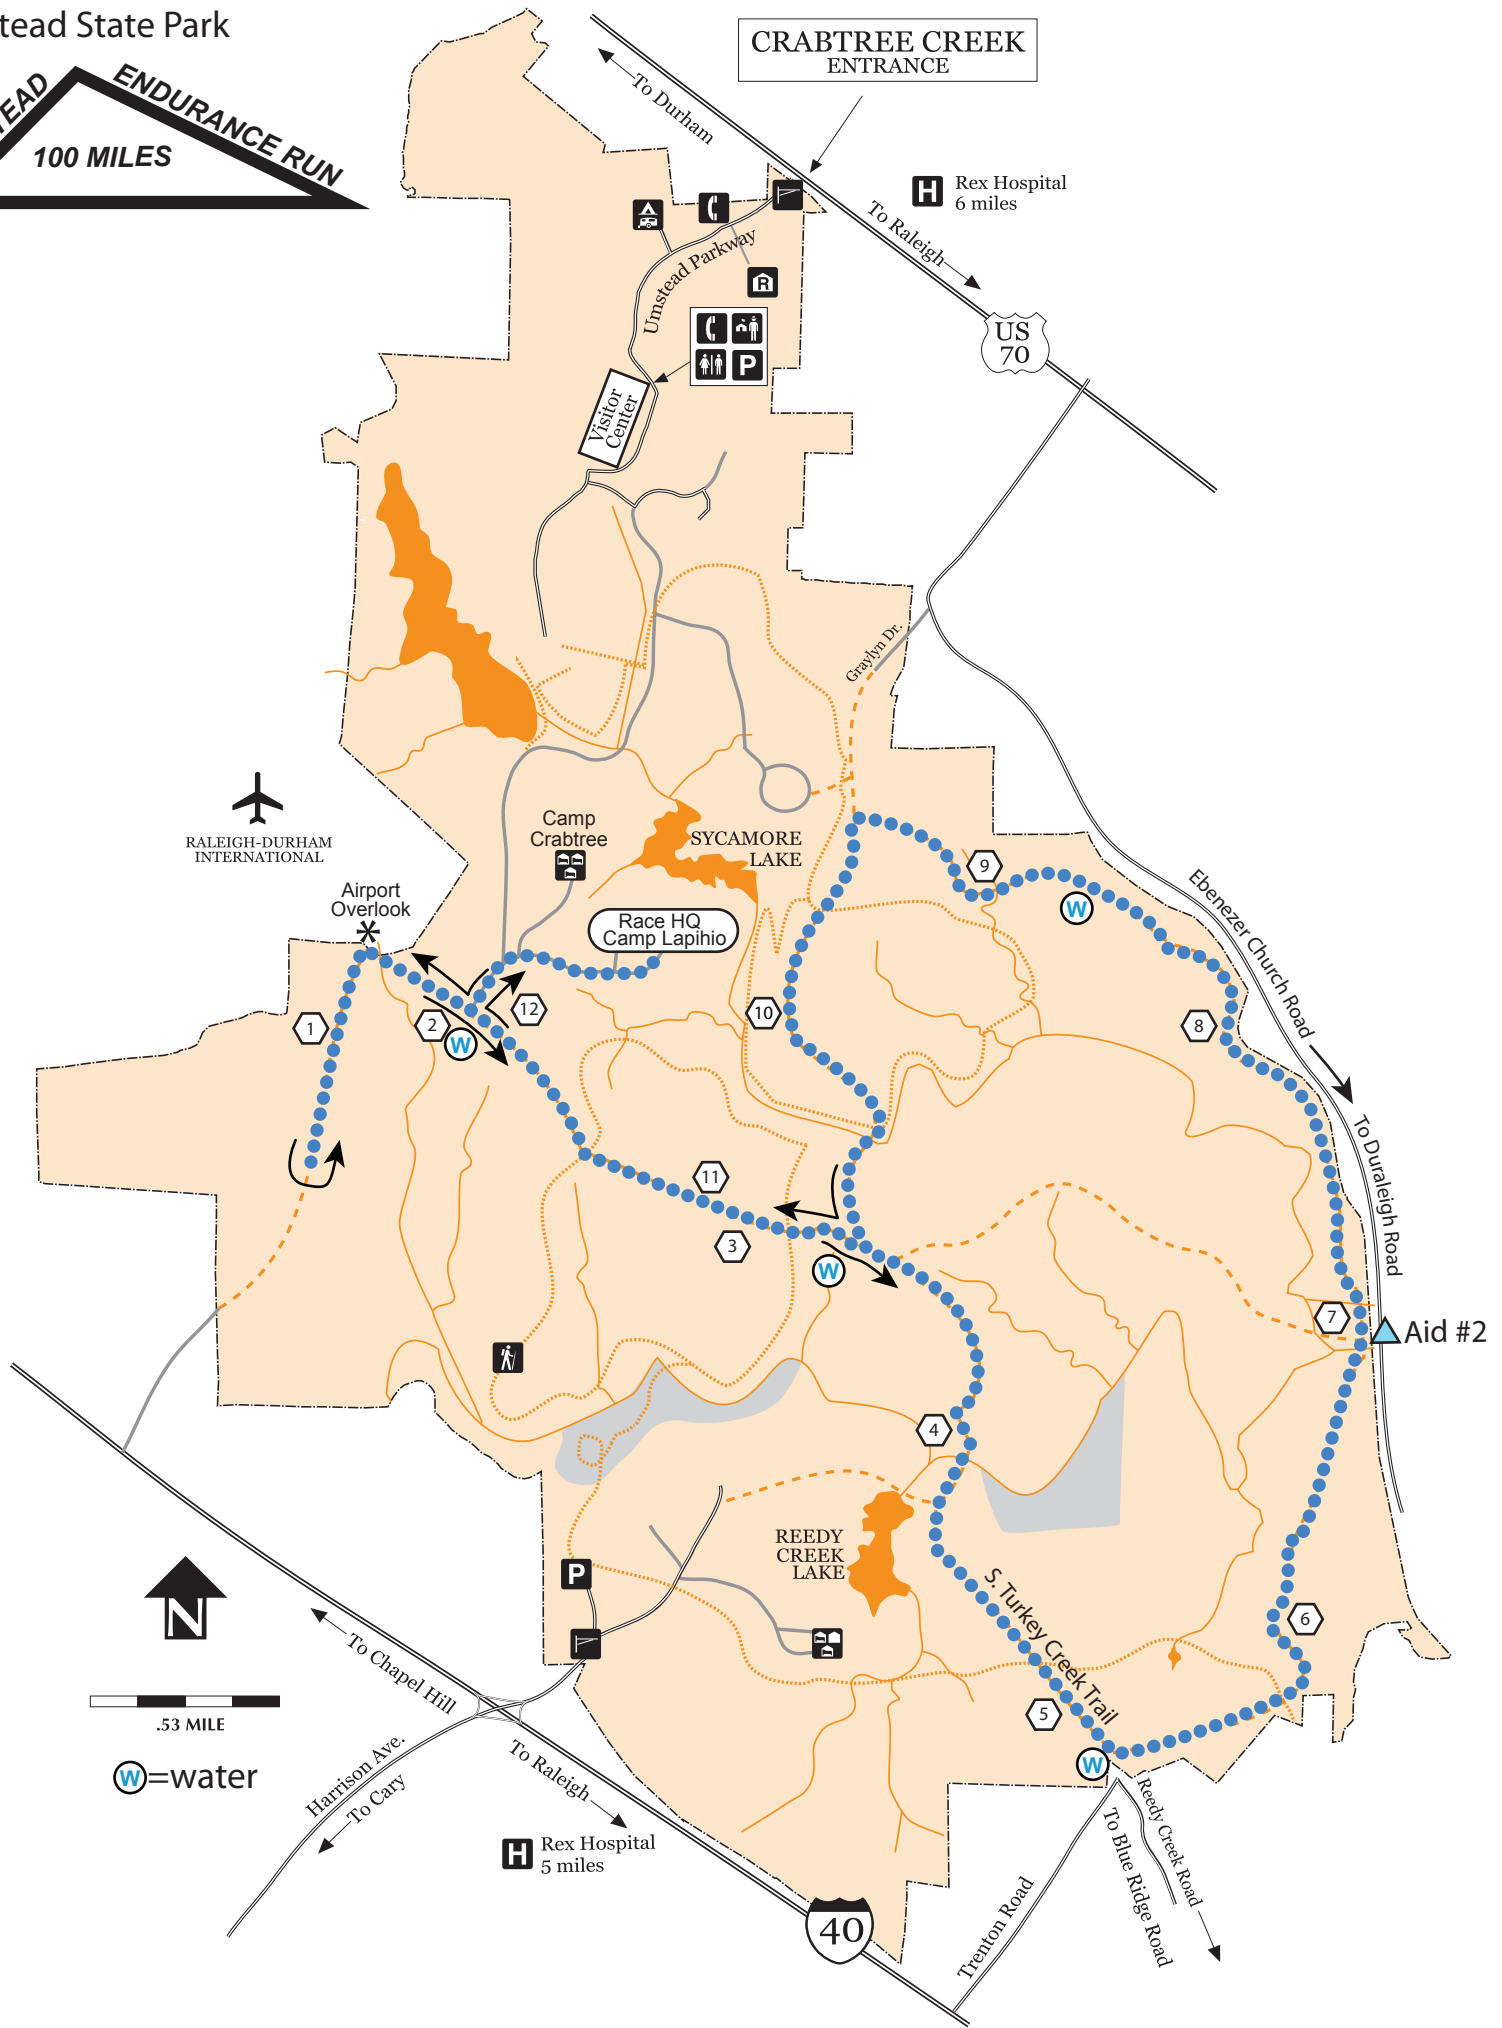 tead State Park
TEAD
ENDURANCE RUN
100 MILES
CRABTREE CREEK
ENTRANCE
To Durham
Rex Hospital
6 miles
H
To Raleigh
Umstead Parkway
R
P
US
70
Visitor
Center
Graylyn Dr.
RALEIGH-DURHAM
INTERNATIONAL
Camp
Crabtree
SYCAMORE
LAKE
Airport
Overlook
Race HQ
Camp Lapihio
9
W
Ebenezer Church Road
1
2
W
12
10
8
To Duraleigh Road
11
3
W
7
Aid #2
4
REEDY
CREEK
LAKE
P
N
S. Turkey Creek Trail
6
5
W
To Chapel Hill
.53 MILE
W=water
Harrison Ave.
To Cary
To Raleigh
H
Rex Hospital
5 miles
40
Trenton Road
Reedy Creek Road
To Blue Ridge Road